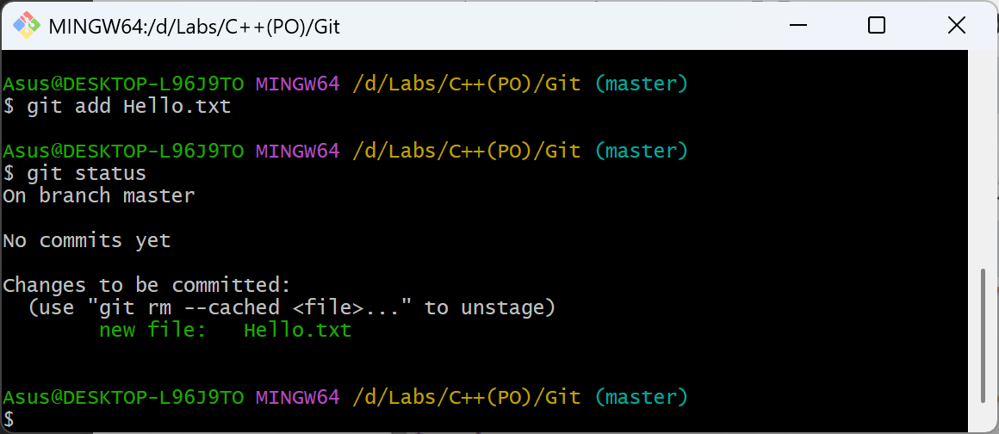 MINGW64:/d/Labs/C++(PO)/Git
Asus@DESKTOP-L96J9TO MINGW64 /d/Labs/C++(PO)/Git (master)
$ git add Hello.txt
Asus@DESKTOP-L96J9TO MINGW64 /d/Labs/C++(PO)/Git (master)
$ git status
On branch master
No commits yet
Changes to be committed:
  (use "git rm --cached <file>..." to unstage)
        new file:   Hello.txt
Asus@DESKTOP-L96J9TO MINGW64 /d/Labs/C++(PO)/Git (master)
$